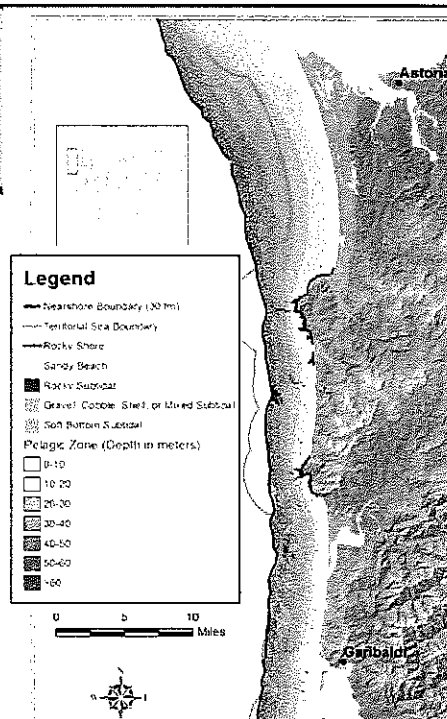 Astoria
Legend
Nearshore Boundary (30 fm)
Territorial Sea Boundary
Rocky Shore
Sandy Beach
Rocky Subtidal
Gravel, Cobble, Shell, or Mixed Subtidal
Soft Bottom Subtidal
Pelagic Zone (Depth in meters)
0-10
10-20
20-30
30-40
40-50
50-60
>60
0 5 10
Miles
Garibaldi